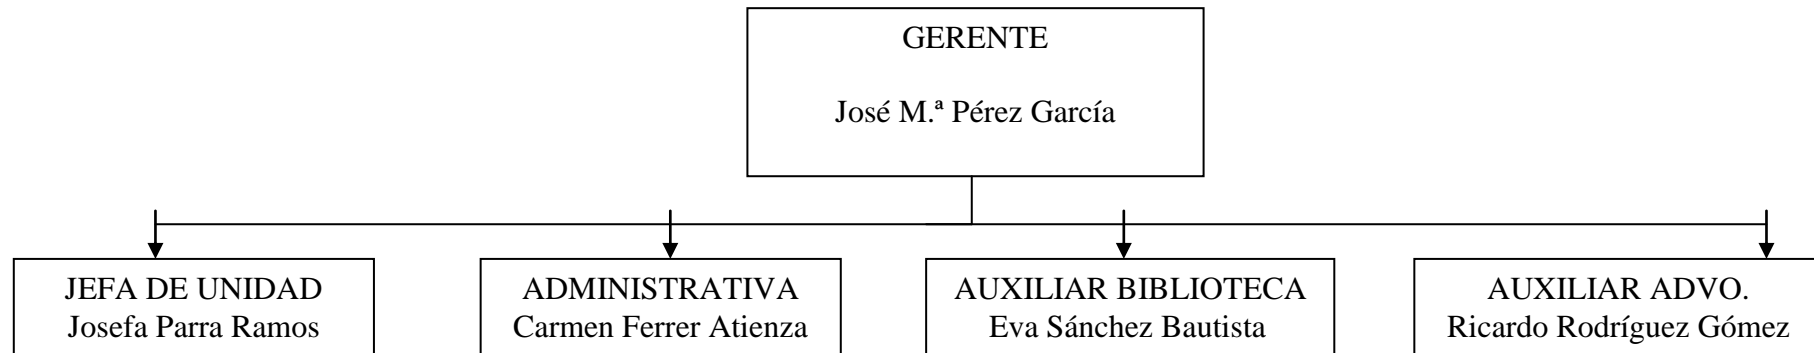 GERENTE
José M.ª Pérez García
JEFA DE UNIDAD
Josefa Parra Ramos
ADMINISTRATIVA
Carmen Ferrer Atienza
AUXILIAR BIBLIOTECA
Eva Sánchez Bautista
AUXILIAR ADVO.
Ricardo Rodríguez Gómez